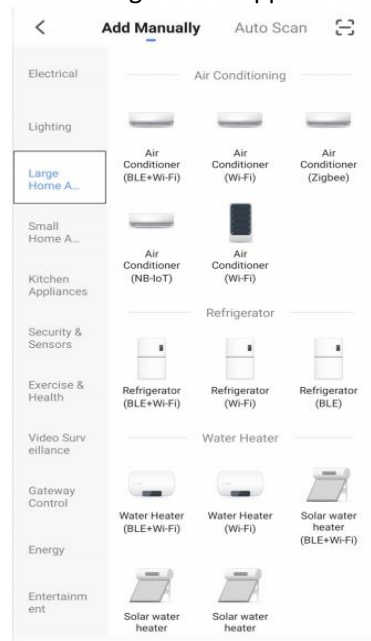 Add Manually
Auto Scan
Electrical
Lighting
Large
Home A...
Small
Home A...
Kitchen
Appliances
Security &
Sensors
Exercise &
Health
Video Surv
eillance
Gateway
Control
Energy
Entertainm
ent
Air Conditioning
Air
Conditioner
(BLE+Wi-Fi)
Air
Conditioner
(Wi-Fi)
Air
Conditioner
(Zigbee)
Air
Conditioner
(NB-IoT)
Air
Conditioner
(Wi-Fi)
Refrigerator
Refrigerator
(BLE+Wi-Fi)
Refrigerator
(Wi-Fi)
Refrigerator
(BLE)
Water Heater
Water Heater
(BLE+Wi-Fi)
Water Heater
(Wi-Fi)
Solar water
heater
(BLE+Wi-Fi)
Solar water
heater
Solar water
heater